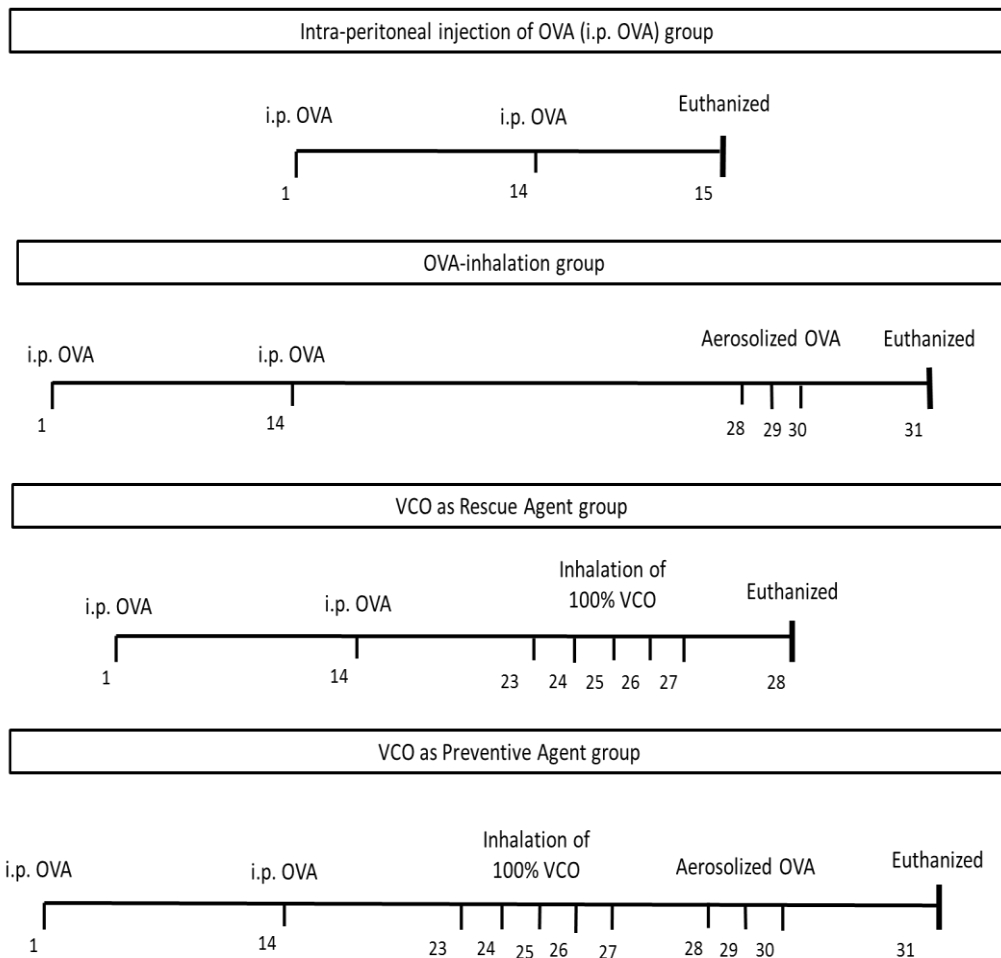 Intra-peritoneal injection of OVA (i.p. OVA) group
i.p. OVA i.p. OVA Euthanized
1 14 15
OVA-inhalation group
i.p. OVA i.p. OVA Aerosolized OVA Euthanized
1 14 28 29 30 31
VCO as Rescue Agent group
Inhalation of
100% VCO
i.p. OVA i.p. OVA Euthanized
1 14 23 24 25 26 27 28
VCO as Preventive Agent group
Inhalation of
100% VCO
i.p. OVA i.p. OVA Aerosolized OVA Euthanized
1 14 23 24 25 26 27 28 29 30 31